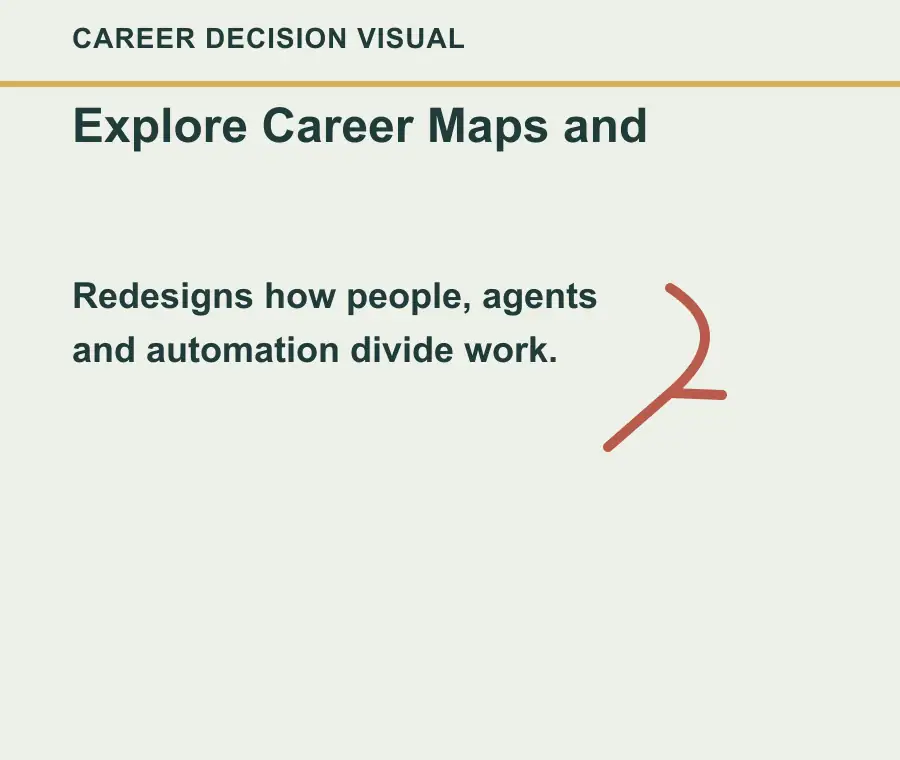 CAREER DECISION VISUAL
Explore Career Maps and
Redesigns how people, agents
and automation divide work.